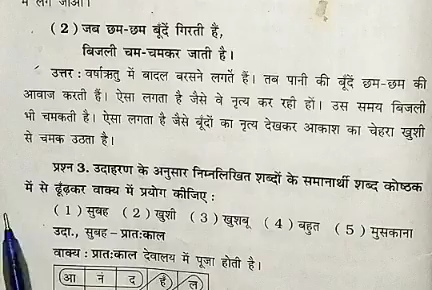 में लग जाओ।
( 2 ) जब छम-छम बूँदें गिरती हैं,
बिजली चम-चमकर जाती है।
उत्तर : वर्षाऋतु में बादल बरसने लगते हैं। तब पानी की बूँदें छम-छम की
आवाज करती हैं। ऐसा लगता है जैसे वे नृत्य कर रही हों। उस समय बिजली
भी चमकती है। ऐसा लगता है जैसे बूंदों का नृत्य देखकर आकाश का चेहरा खुशी
से चमक उठता है।
प्रश्न 3. उदाहरण के अनुसार निम्नलिखित शब्दों के समानार्थी शब्द कोष्ठक
में से ढूंढ़कर वाक्य में प्रयोग कीजिए :
( 1 ) सुबह ( 2 ) खुशी ( 3 ) खुशबू ( 4 ) बहुत ( 5 ) मुसकाना
उदा., सुबह – प्रातःकाल
वाक्य : प्रातःकाल देवालय में पूजा होती है।
आ नं द हँ ल